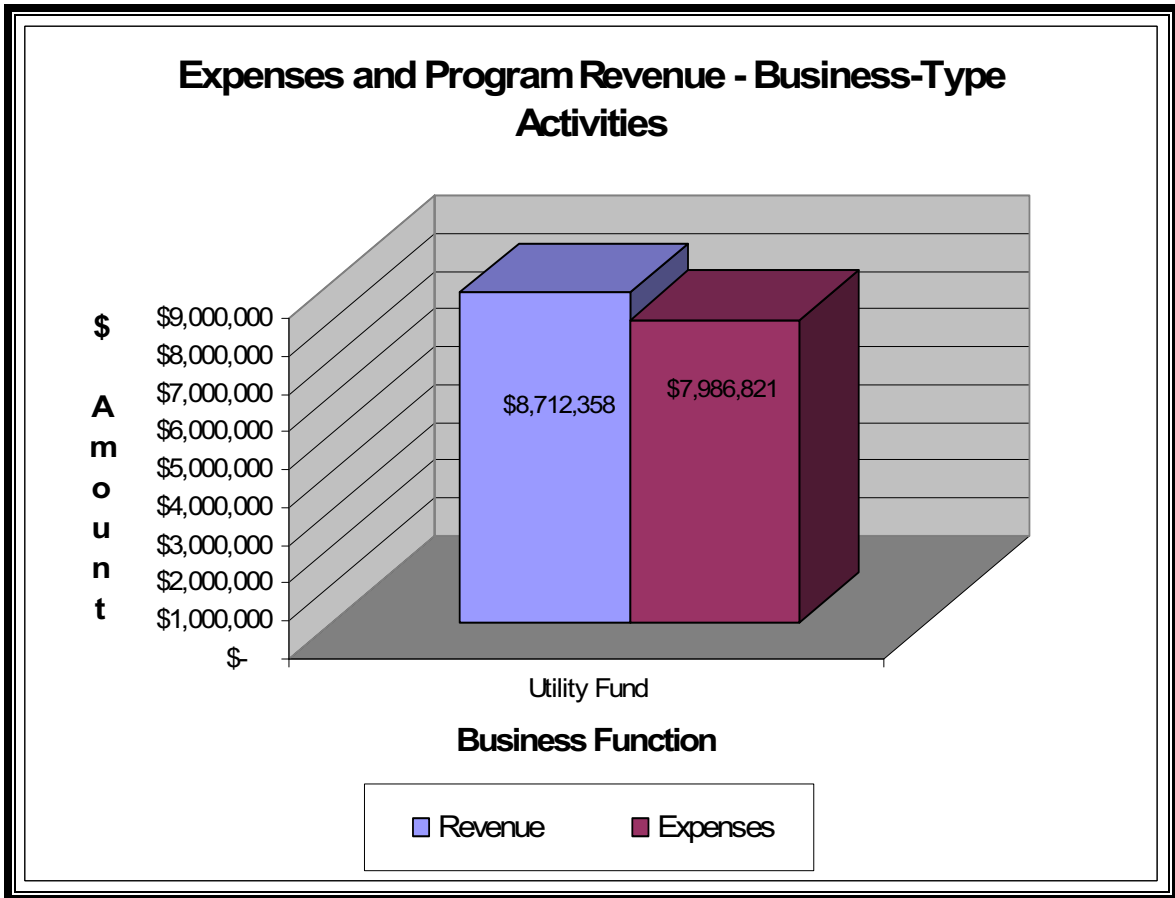 Expenses and Program Revenue - Business-Type
Activities
$ Amount
$9,000,000
$8,000,000
$7,000,000
$6,000,000
$5,000,000
$4,000,000
$3,000,000
$2,000,000
$1,000,000
$-
$8,712,358
$7,986,821
Utility Fund
Business Function
Revenue
Expenses